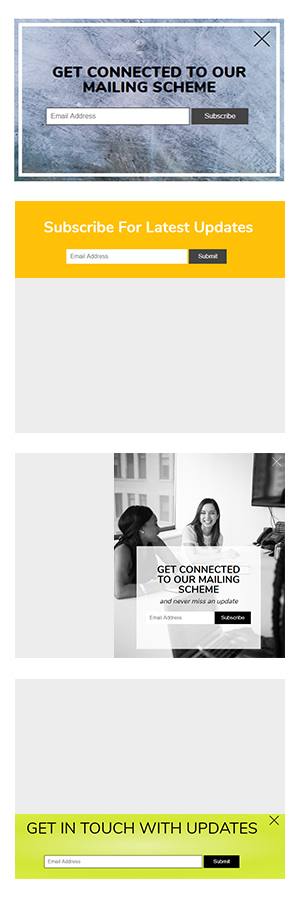 GET CONNECTED TO OUR
MAILING SCHEME
Email Address
Subscribe
Subscribe For Latest Updates
Email Address
Submit
GET CONNECTED
TO OUR MAILING
SCHEME
and never miss an update
Email Address
Subscribe
GET IN TOUCH WITH UPDATES
Email Address
Submit